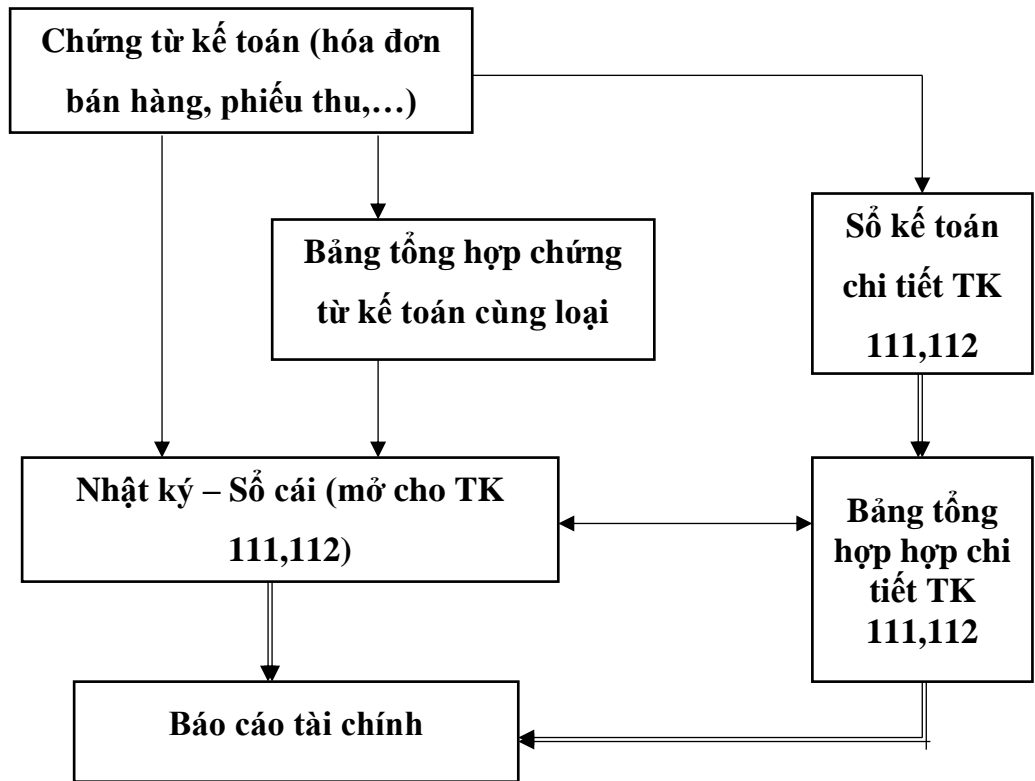 Chứng từ kế toán (hóa đơn
bán hàng, phiếu thu,…)
Bảng tổng hợp chứng
từ kế toán cùng loại
Sổ kế toán
chi tiết TK
111,112
Nhật ký – Sổ cái (mở cho TK
111,112)
Bảng tổng
hợp hợp chi
tiết TK
111,112
Báo cáo tài chính